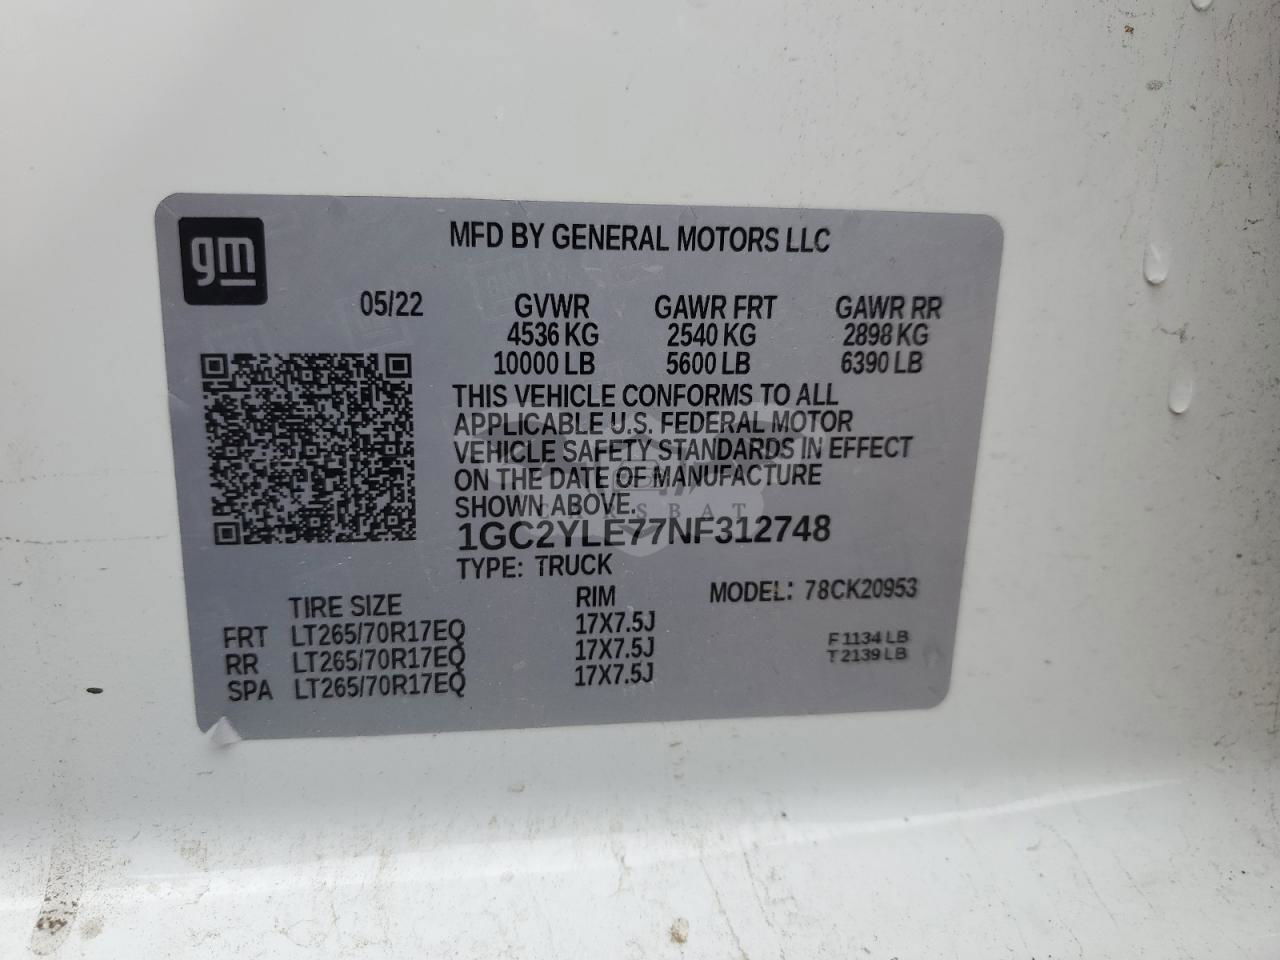 gm
MFD BY GENERAL MOTORS LLC
05/22 GVWR GAWR FRT GAWR RR
4536 KG 2540 KG 2898 KG
10000 LB 5600 LB 6390 LB
THIS VEHICLE CONFORMS TO ALL
APPLICABLE U.S. FEDERAL MOTOR
VEHICLE SAFETY STANDARDS IN EFFECT
ON THE DATE OF MANUFACTURE
SHOWN ABOVE.
CARSBAT
1GC2YLE77NF312748
TYPE: TRUCK
TIRE SIZE RIM MODEL: 78CK20953
FRT LT265/70R17EQ 17X7.5J
RR LT265/70R17EQ 17X7.5J
SPA LT265/70R17EQ 17X7.5J
F 1134 LB
T 2139 LB